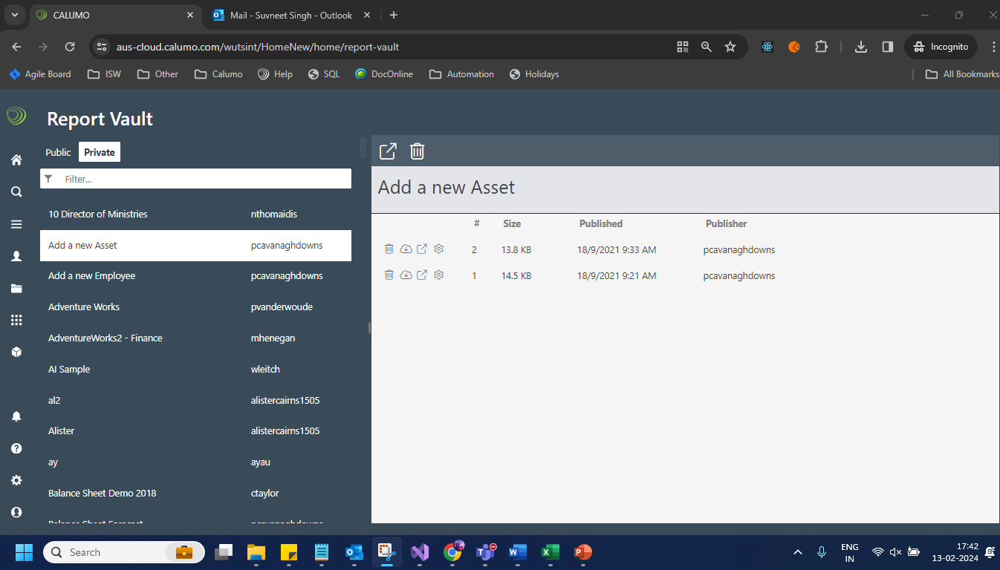 CALUMO
Mail - Suvneet Singh - Outlook
aus-cloud.calumo.com/wutsint/HomeNew/home/report-vault
Incognito
Agile Board
ISW
Other
Calumo
Help
SQL
DocOnline
Automation
Holidays
All Bookmarks
Report Vault
Public Private
Filter...
10 Director of Ministries nthomaidis
Add a new Asset pcavanaghdowns
Add a new Employee pcavanaghdowns
Adventure Works pvanderwoude
AdventureWorks2 - Finance mhenegan
AI Sample wleitch
al2 alistercairns1505
Alister alistercairns1505
ay ayau
Balance Sheet Demo 2018 ctaylor
Balance Sheet Forecast pcavanaghdowns
Add a new Asset
# Size Published Publisher
2 13.8 KB 18/9/2021 9:33 AM pcavanaghdowns
1 14.5 KB 18/9/2021 9:21 AM pcavanaghdowns
Search
ENG
IN
17:42
13-02-2024